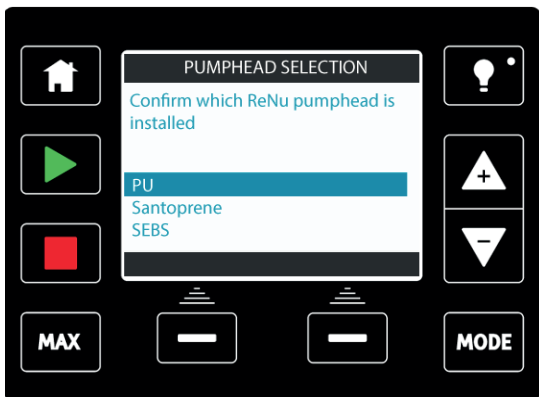 PUMPHEAD SELECTION
Confirm which ReNu pumphead is
installed
PU
Santoprene
SEBS
MAX
MODE